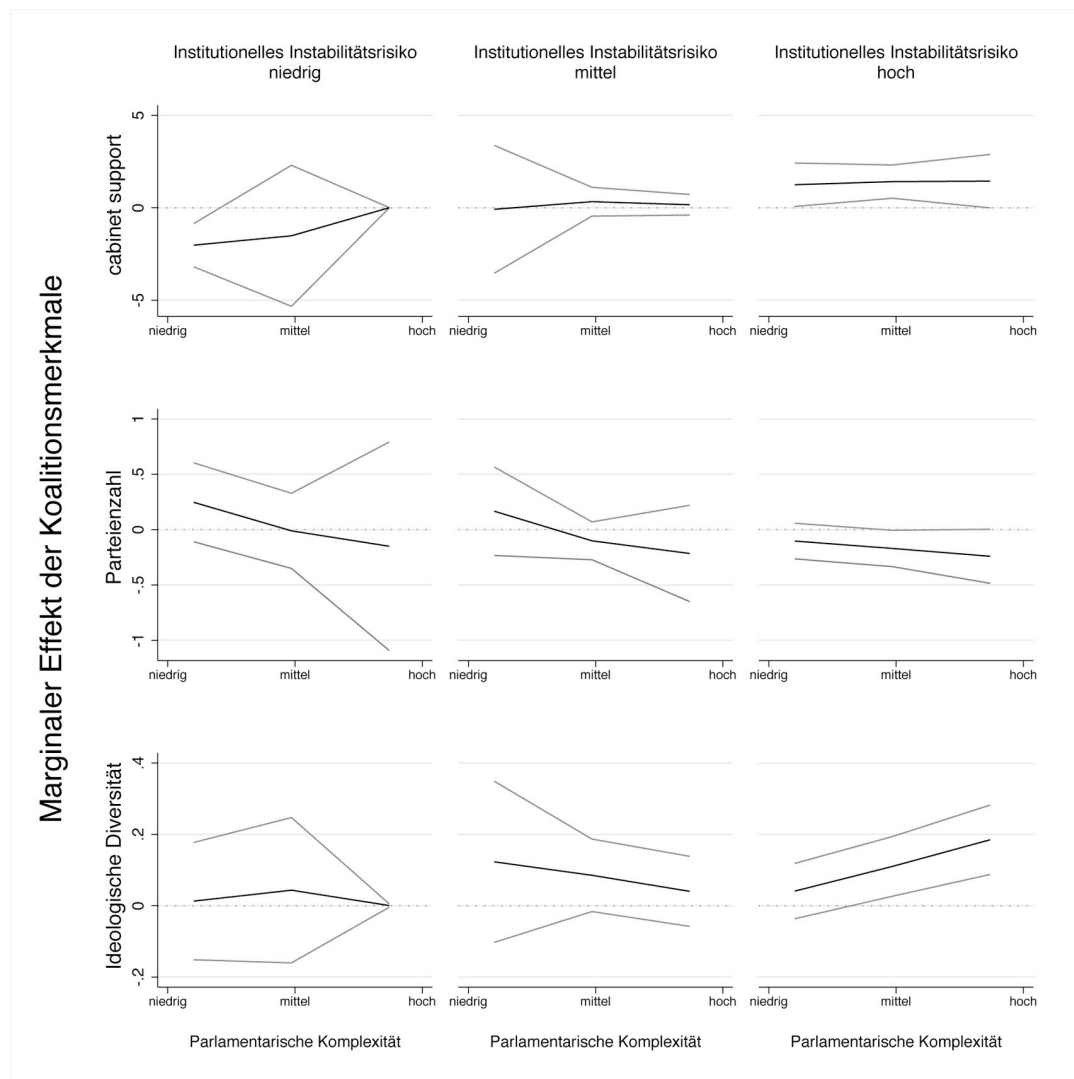 Institutionelles Instabilitätsrisiko
niedrig
Institutionelles Instabilitätsrisiko
mittel
Institutionelles Instabilitätsrisiko
hoch
Marginaler Effekt der Koalitionsmerkmale
cabinet support
5
0
-5
niedrig mittel hoch
niedrig mittel hoch
niedrig mittel hoch
Parteienzahl
1
.5
0
-.5
-1
niedrig mittel hoch
niedrig mittel hoch
niedrig mittel hoch
Ideologische Diversität
.4
.2
0
-.2
niedrig mittel hoch
niedrig mittel hoch
niedrig mittel hoch
Parlamentarische Komplexität
Parlamentarische Komplexität
Parlamentarische Komplexität